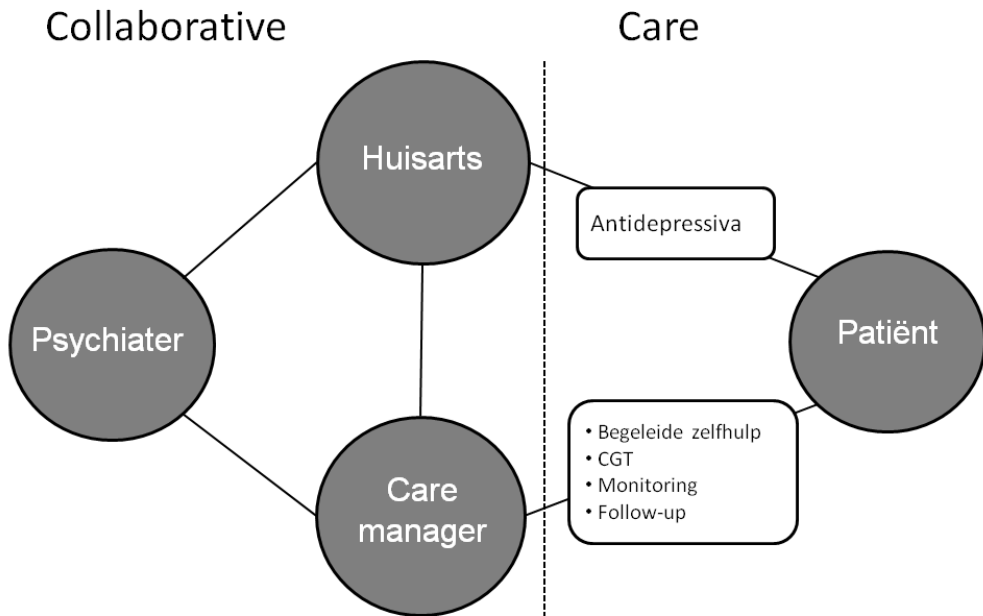 Collaborative
Care
Huisarts
Antidepressiva
Psychiater
Patiënt
• Begeleide zelfhulp
• CGT
• Monitoring
• Follow-up
Care
manager